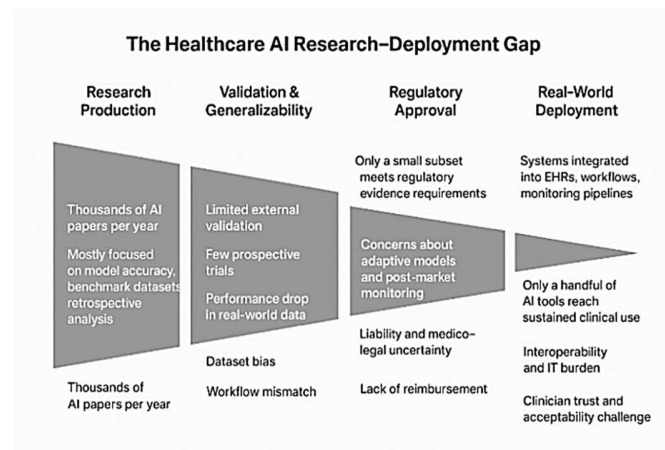 The Healthcare AI Research–Deployment Gap
Research
Production
Thousands of AI
papers per year
Mostly focused
on model accuracy,
benchmark datasets
retrospective
analysis
Thousands of
AI papers per year
Validation &
Generalizability
Limited external
validation
Few prospective
trials
Performance drop
in real-world data
Dataset bias
Workflow mismatch
Regulatory
Approval
Only a small subset
meets regulatory
evidence requirements
Concerns about
adaptive models
and post-market
monitoring
Liability and medico–
legal uncertainty
Lack of reimbursement
Real-World
Deployment
Systems integrated
into EHRs, workflows,
monitoring pipelines
Only a handful of
AI tools reach
sustained clinical use
Interoperability
and IT burden
Clinician trust and
acceptability challenge